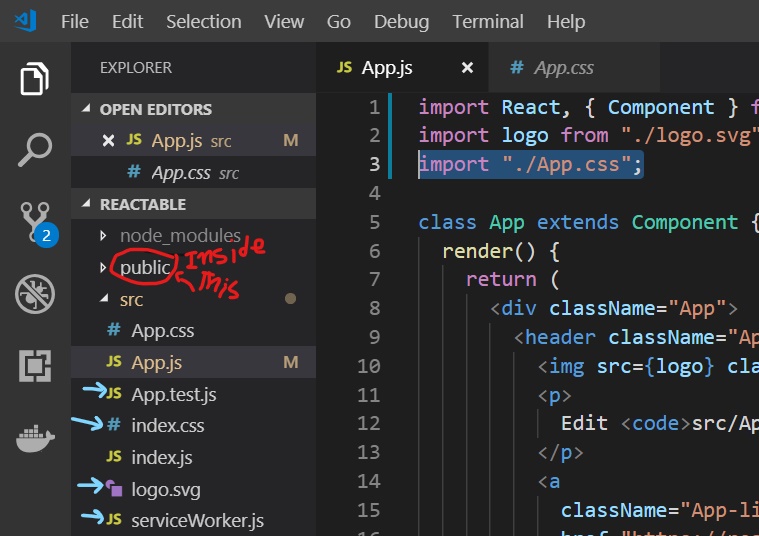 File Edit Selection View Go Debug Terminal Help
EXPLORER
JS App.js ×
# App.css
OPEN EDITORS
× JS App.js src M
# App.css src
REACTABLE
node_modules
public
Inside
this
src
# App.css
JS App.js M
JS App.test.js
# index.css
JS index.js
logo.svg
JS serviceWorker.js
2
1 import React, { Component } f
2 import logo from "./logo.svg"
3 import "./App.css";
4
5 class App extends Component {
6 render() {
7 return (
8 <div className="App">
9 <header className="Ap
10 <img src={logo} cla
11 <p>
12 Edit <code>src/Ap
13 </p>
14 <a
15 className="App-li
href="https://rea